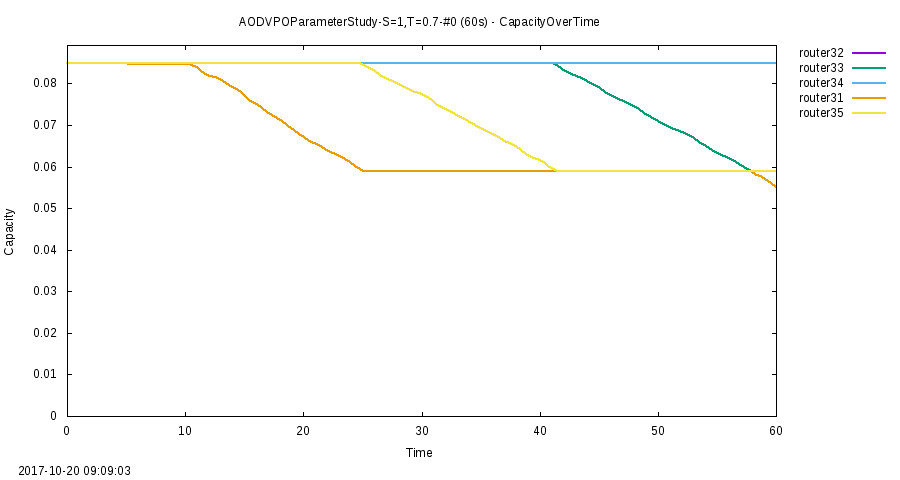 AODVPOParameterStudy-S=1,T=0.7-#0 (60s) - CapacityOverTime
router32
router33
router34
router31
router35
0.08
0.07
0.06
0.05
0.04
0.03
0.02
0.01
0
Capacity
0 10 20 30 40 50 60
Time
2017-10-20 09:09:03